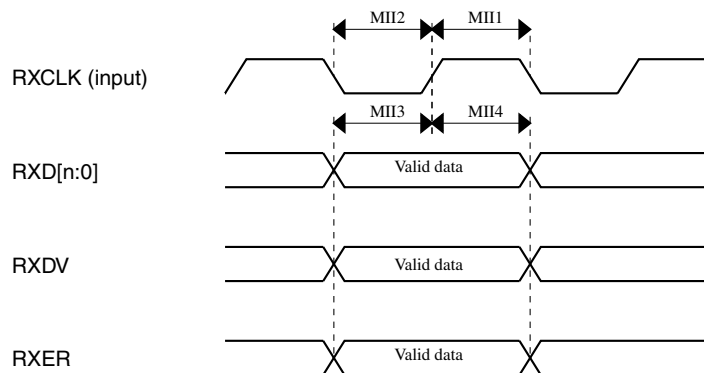 MII2 MII1
RXCLK (input)
MII3 MII4
RXD[n:0] Valid data
RXDV Valid data
RXER Valid data